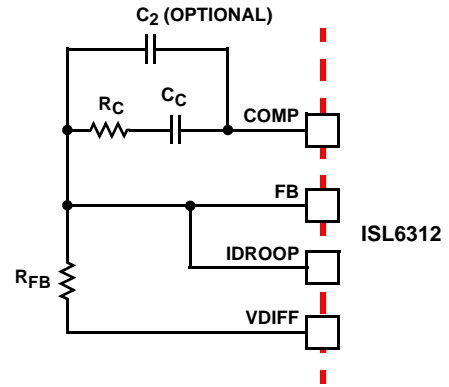 C2 (OPTIONAL)
RC
CC
COMP
FB
ISL6312
IDROOP
RFB
VDIFF